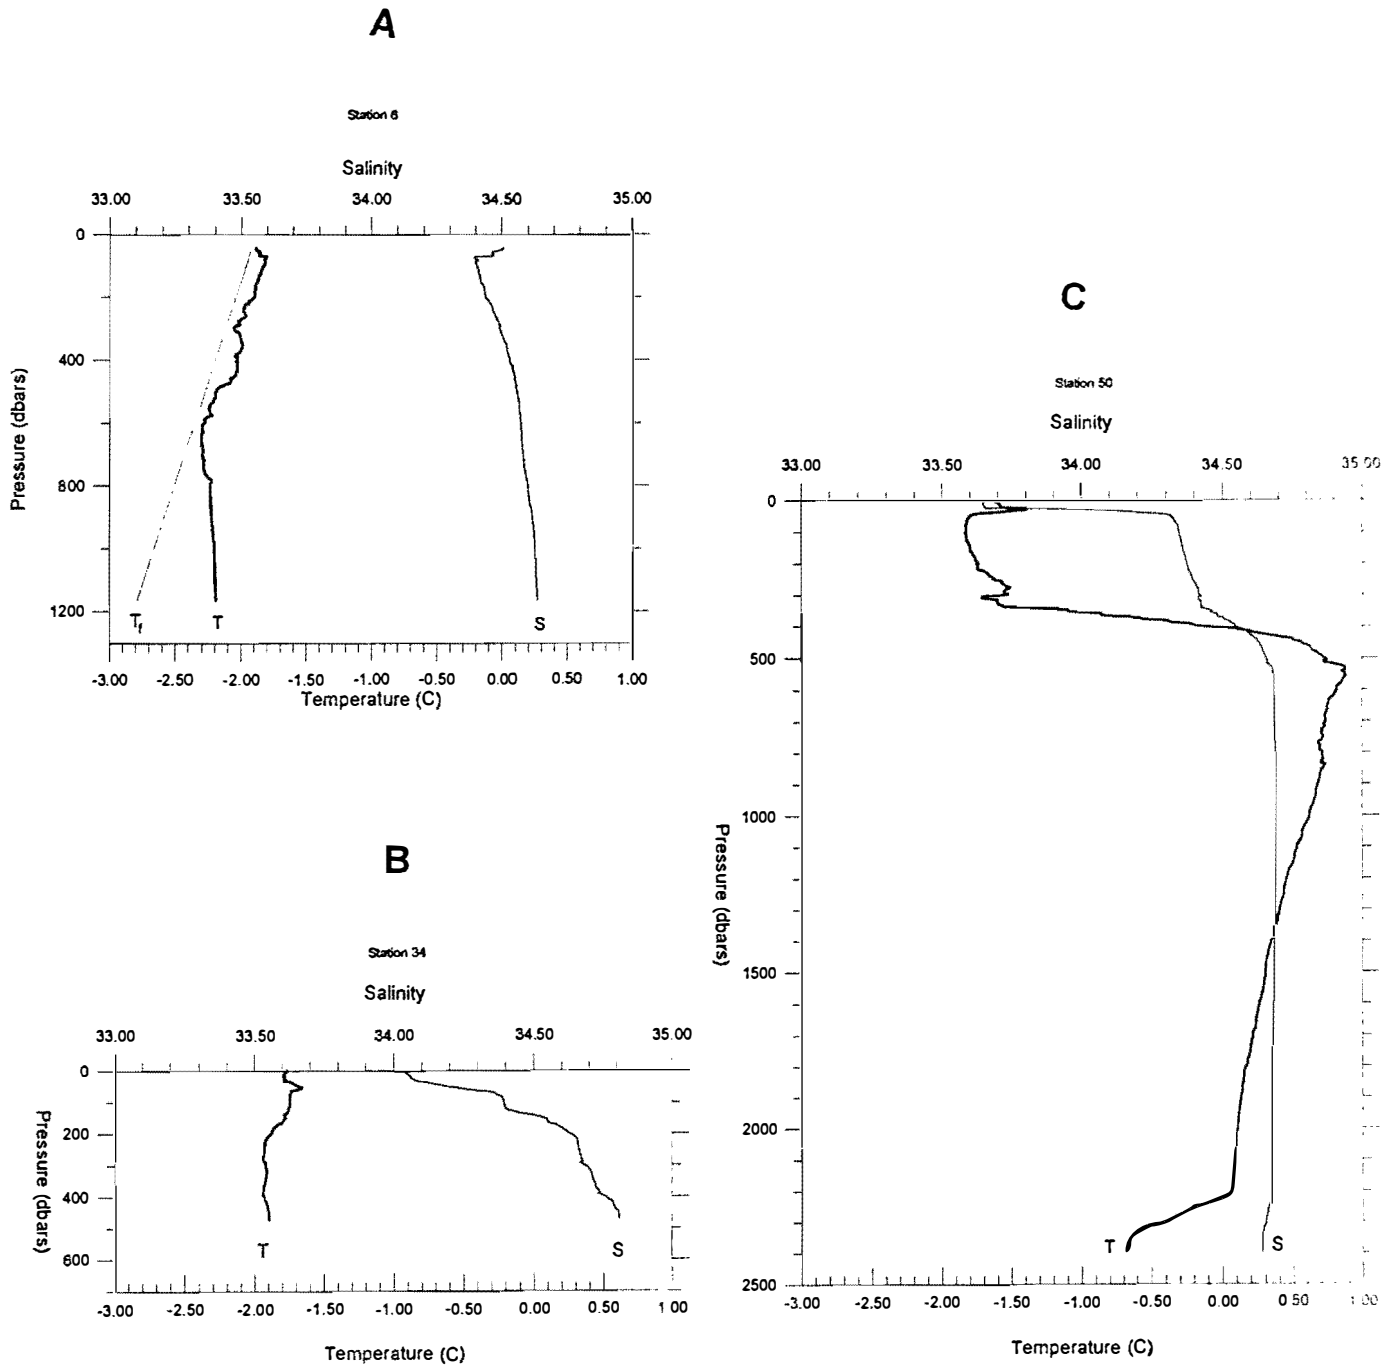 A
Station 6
Salinity
33.00 33.50 34.00 34.50 35.00
0
400
800
1200
Pressure (dbars)
Tf T S
-3.00 -2.50 -2.00 -1.50 -1.00 -0.50 0.00 0.50 1.00
Temperature (C)
B
Station 34
Salinity
33.00 33.50 34.00 34.50 35.00
0
200
400
600
Pressure (dbars)
T S
-3.00 -2.50 -2.00 -1.50 -1.00 -0.50 0.00 0.50 1.00
Temperature (C)
C
Station 50
Salinity
33.00 33.50 34.00 34.50 35.00
0
500
1000
1500
2000
2500
Pressure (dbars)
T S
-3.00 -2.50 -2.00 -1.50 -1.00 -0.50 0.00 0.50 1.00
Temperature (C)